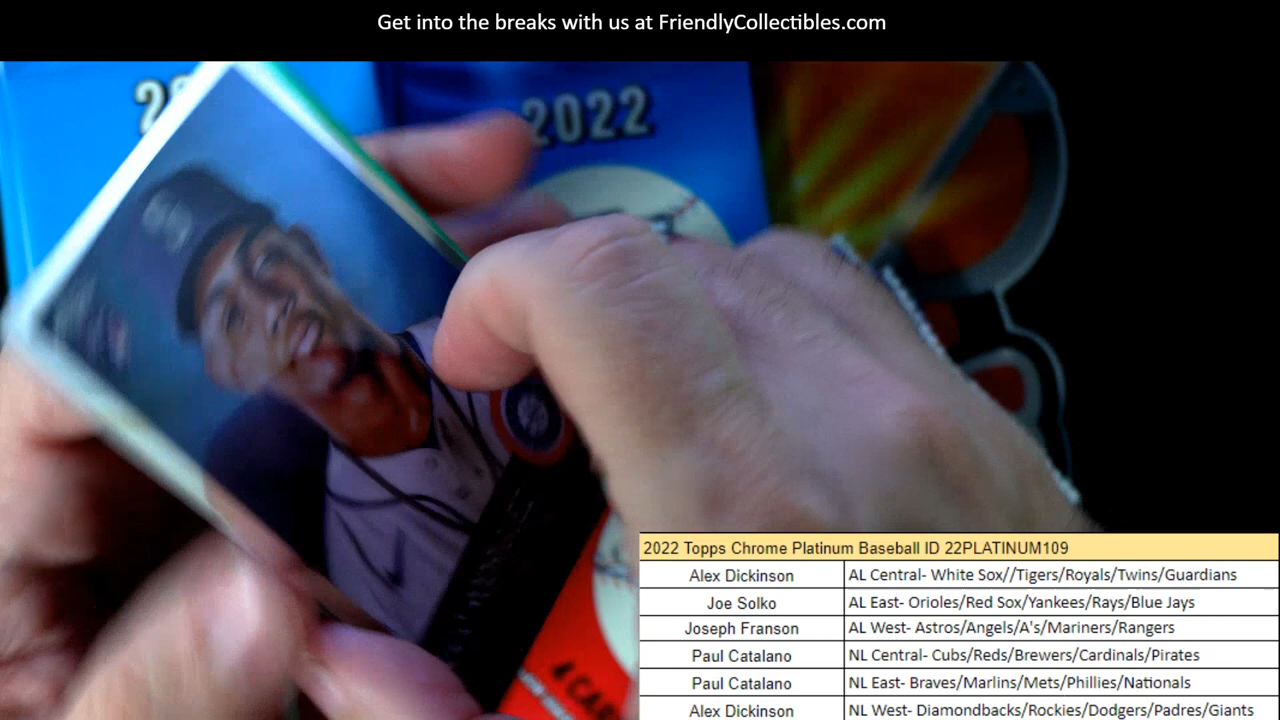 Get into the breaks with us at FriendlyCollectibles.com
2022
4 CAR
2022 Topps Chrome Platinum Baseball ID 22PLATINUM109
Alex Dickinson AL Central- White Sox//Tigers/Royals/Twins/Guardians
Joe Solko AL East- Orioles/Red Sox/Yankees/Rays/Blue Jays
Joseph Franson AL West- Astros/Angels/A's/Mariners/Rangers
Paul Catalano NL Central- Cubs/Reds/Brewers/Cardinals/Pirates
Paul Catalano NL East- Braves/Marlins/Mets/Phillies/Nationals
Alex Dickinson NL West- Diamondbacks/Rockies/Dodgers/Padres/Giants